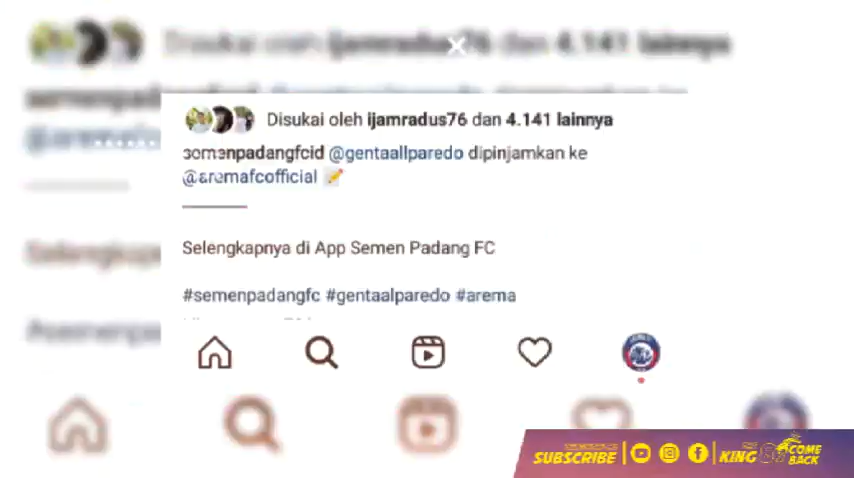 Disukai oleh ijamradus76 dan 4.141 lainnya
semenpadangfcid @gentaallparedo dipinjamkan ke
@aremafcofficial
Selengkapnya di App Semen Padang FC
#semenpadangfc #gentaalparedo #arema
SUBSCRIBE
KING
COME
BACK